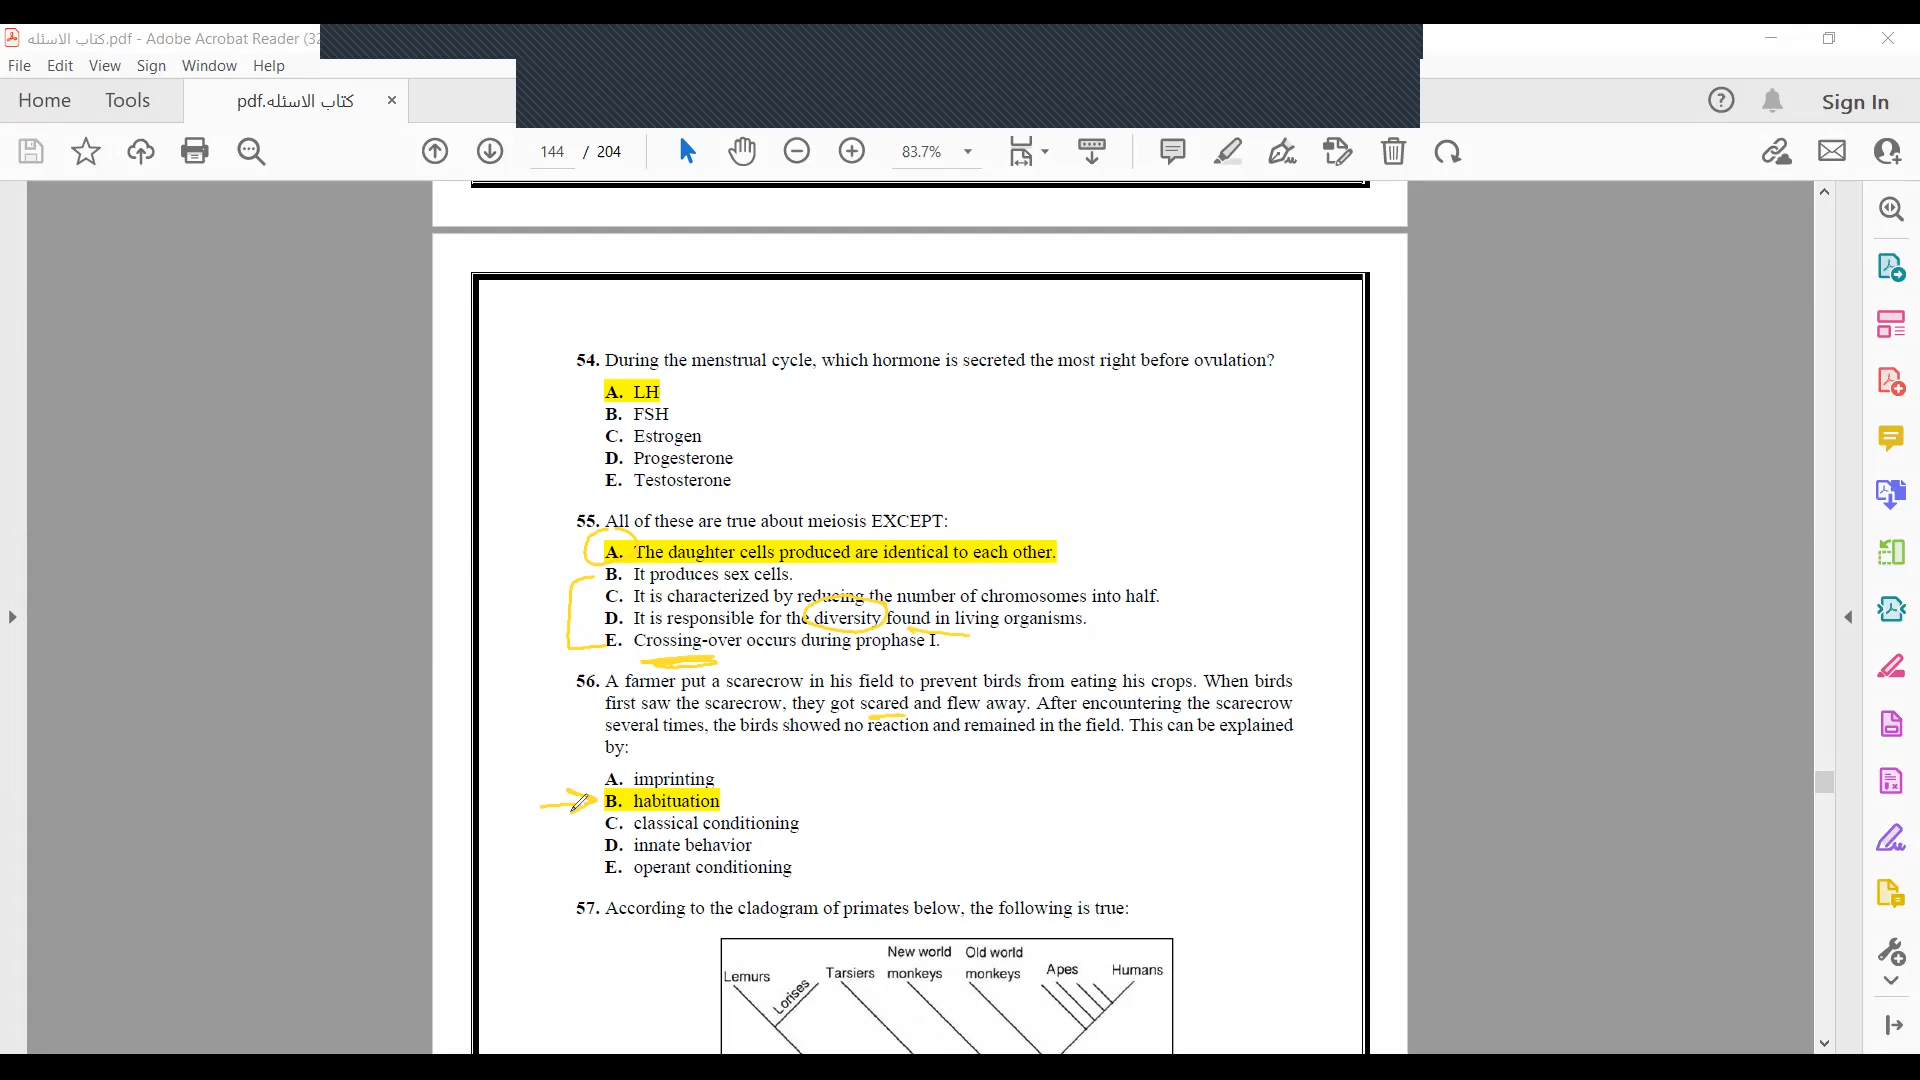 كتاب الاسئله.pdf - Adobe Acrobat Reader (32
File Edit View Sign Window Help
Home Tools كتاب الاسئله.pdf × Sign In
144 / 204 83.7%
54. During the menstrual cycle, which hormone is secreted the most right before ovulation?
A. LH
B. FSH
C. Estrogen
D. Progesterone
E. Testosterone
55. All of these are true about meiosis EXCEPT:
A. The daughter cells produced are identical to each other.
B. It produces sex cells.
C. It is characterized by reducing the number of chromosomes into half.
D. It is responsible for the diversity found in living organisms.
E. Crossing-over occurs during prophase I.
56. A farmer put a scarecrow in his field to prevent birds from eating his crops. When birds
first saw the scarecrow, they got scared and flew away. After encountering the scarecrow
several times, the birds showed no reaction and remained in the field. This can be explained
by:
A. imprinting
B. habituation
C. classical conditioning
D. innate behavior
E. operant conditioning
57. According to the cladogram of primates below, the following is true:
New world Old world
Lemurs Lorises Tarsiers monkeys monkeys Apes Humans